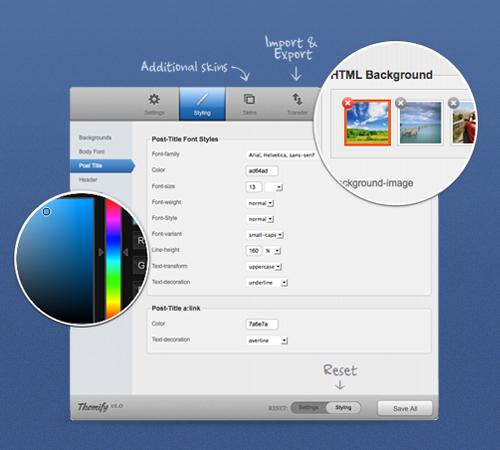 Import &
Export
Additional skins
HTML Background
Settings
Styling
Skins
Transfer
Backgrounds
Body Font
Post Title
Header
Post-Title Font Styles
Font-family Arial, Helvetica, sans-serif
Color ad64ad
Font-size 13
Font-weight normal
Font-Style normal
Font-variant small-caps
Line-height 160 %
Text-transform uppercase
Text-decoration underline
ckground-image
R
G
Post-Title a:link
Color 7a6e7a
Text-decoration overline
Reset
Themify v1.0
RESET: Settings Styling
Save All